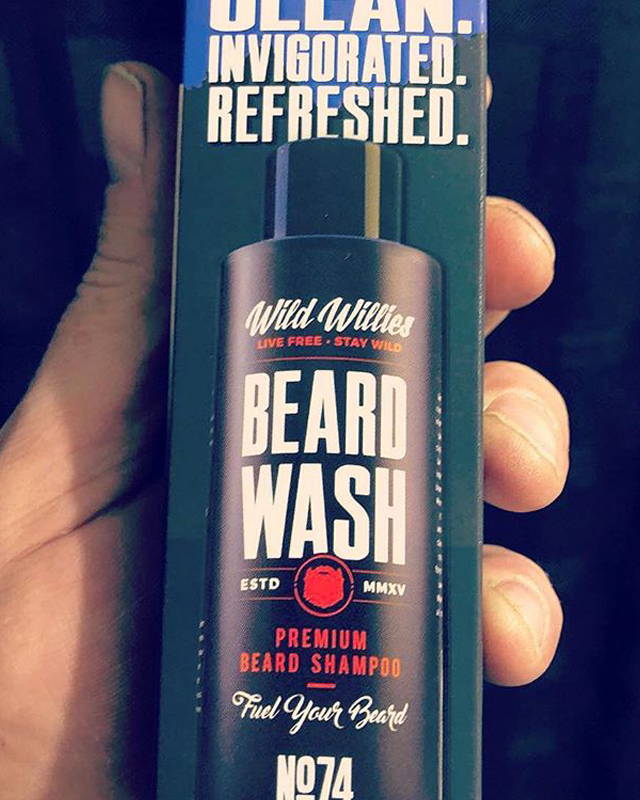 CLEAN.
INVIGORATED.
REFRESHED.
Wild Willies
LIVE FREE • STAY WILD
BEARD
WASH
ESTD MMXV
PREMIUM
BEARD SHAMPOO
Fuel Your Beard
No74